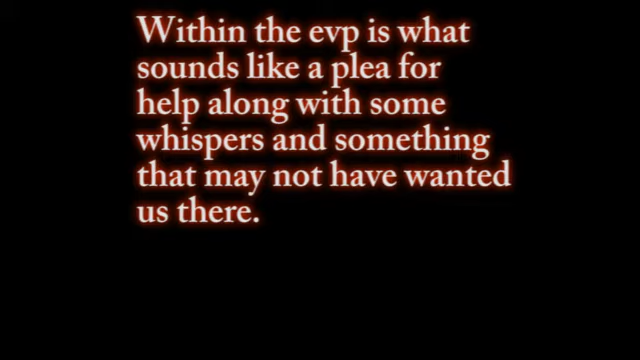 Within the evp is what
sounds like a plea for
help along with some
whispers and something
that may not have wanted
us there.